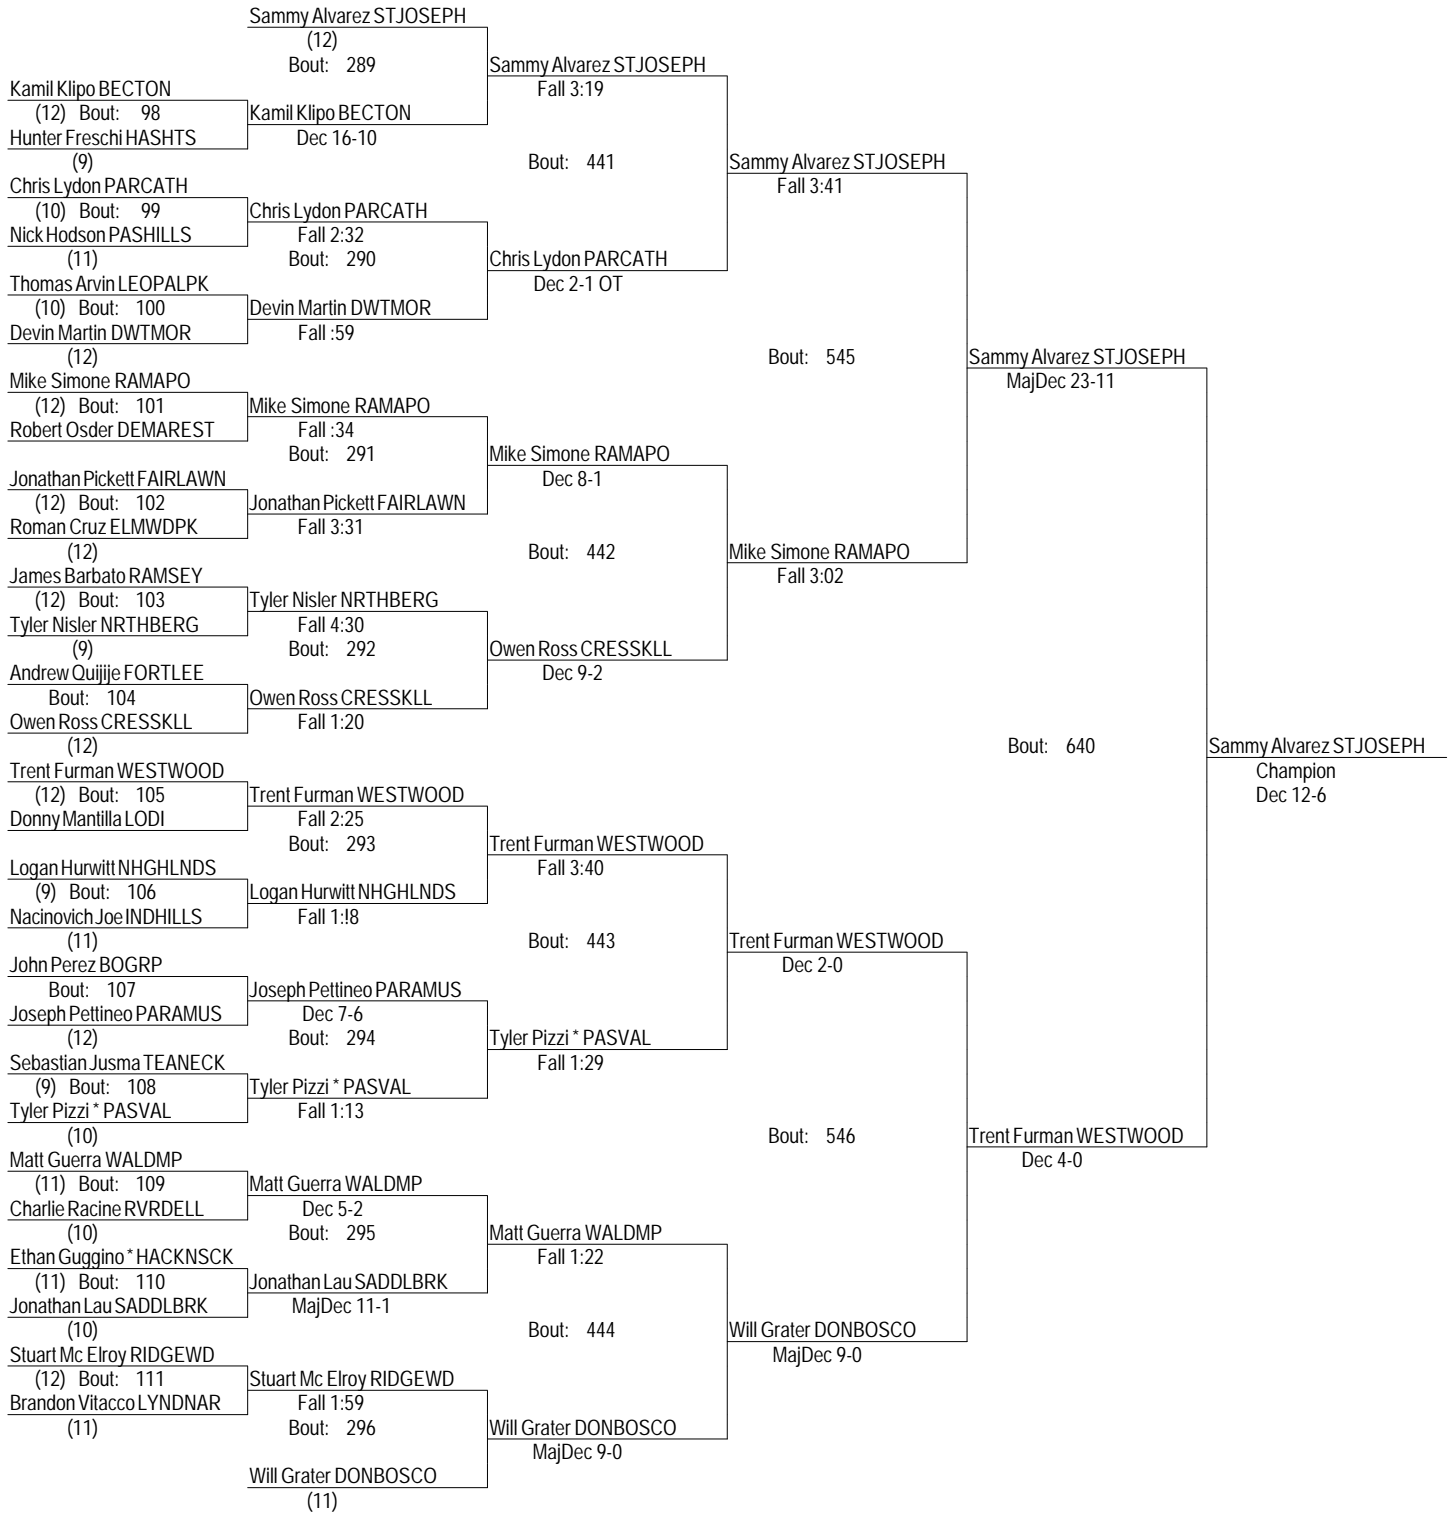 Sammy Alvarez STJOSEPH
(12)
Bout: 289
Sammy Alvarez STJOSEPH
Fall 3:19
Kamil Klipo BECTON
(12) Bout: 98
Kamil Klipo BECTON
Hunter Freschi HASHTS
Dec 16-10
(9)
Bout: 441
Sammy Alvarez STJOSEPH
Fall 3:41
Chris Lydon PARCATH
(10) Bout: 99
Chris Lydon PARCATH
Nick Hodson PASHILLS
Fall 2:32
(11)
Bout: 290
Chris Lydon PARCATH
Dec 2-1 OT
Thomas Arvin LEOPALPK
(10) Bout: 100
Devin Martin DWTMOR
Devin Martin DWTMOR
Fall :59
(12)
Bout: 545
Sammy Alvarez STJOSEPH
MajDec 23-11
Mike Simone RAMAPO
(12) Bout: 101
Mike Simone RAMAPO
Robert Osder DEMAREST
Fall :34
Bout: 291
Mike Simone RAMAPO
Dec 8-1
Jonathan Pickett FAIRLAWN
(12) Bout: 102
Jonathan Pickett FAIRLAWN
Roman Cruz ELMWDPK
Fall 3:31
(12)
Bout: 442
Mike Simone RAMAPO
Fall 3:02
James Barbato RAMSEY
(12) Bout: 103
Tyler Nisler NRTHBERG
Tyler Nisler NRTHBERG
Fall 4:30
(9)
Bout: 292
Owen Ross CRESSKLL
Dec 9-2
Andrew Quijije FORTLEE
Bout: 104
Owen Ross CRESSKLL
Owen Ross CRESSKLL
Fall 1:20
(12)
Bout: 640
Sammy Alvarez STJOSEPH
Champion
Dec 12-6
Trent Furman WESTWOOD
(12) Bout: 105
Trent Furman WESTWOOD
Donny Mantilla LODI
Fall 2:25
Bout: 293
Trent Furman WESTWOOD
Fall 3:40
Logan Hurwitt NHGHLNDS
(9) Bout: 106
Logan Hurwitt NHGHLNDS
Nacinovich Joe INDHILLS
Fall 1:!8
(11)
Bout: 443
Trent Furman WESTWOOD
Dec 2-0
John Perez BOGRP
Bout: 107
Joseph Pettineo PARAMUS
Joseph Pettineo PARAMUS
Dec 7-6
(12)
Bout: 294
Tyler Pizzi * PASVAL
Fall 1:29
Sebastian Jusma TEANECK
(9) Bout: 108
Tyler Pizzi * PASVAL
Tyler Pizzi * PASVAL
Fall 1:13
(10)
Bout: 546
Trent Furman WESTWOOD
Dec 4-0
Matt Guerra WALDMP
(11) Bout: 109
Matt Guerra WALDMP
Charlie Racine RVRDELL
Dec 5-2
(10)
Bout: 295
Matt Guerra WALDMP
Fall 1:22
Ethan Guggino * HACKNSCK
(11) Bout: 110
Jonathan Lau SADDLBRK
Jonathan Lau SADDLBRK
MajDec 11-1
(10)
Bout: 444
Will Grater DONBOSCO
MajDec 9-0
Stuart Mc Elroy RIDGEWD
(12) Bout: 111
Stuart Mc Elroy RIDGEWD
Brandon Vitacco LYNDNAR
Fall 1:59
(11)
Bout: 296
Will Grater DONBOSCO
MajDec 9-0
Will Grater DONBOSCO
(11)